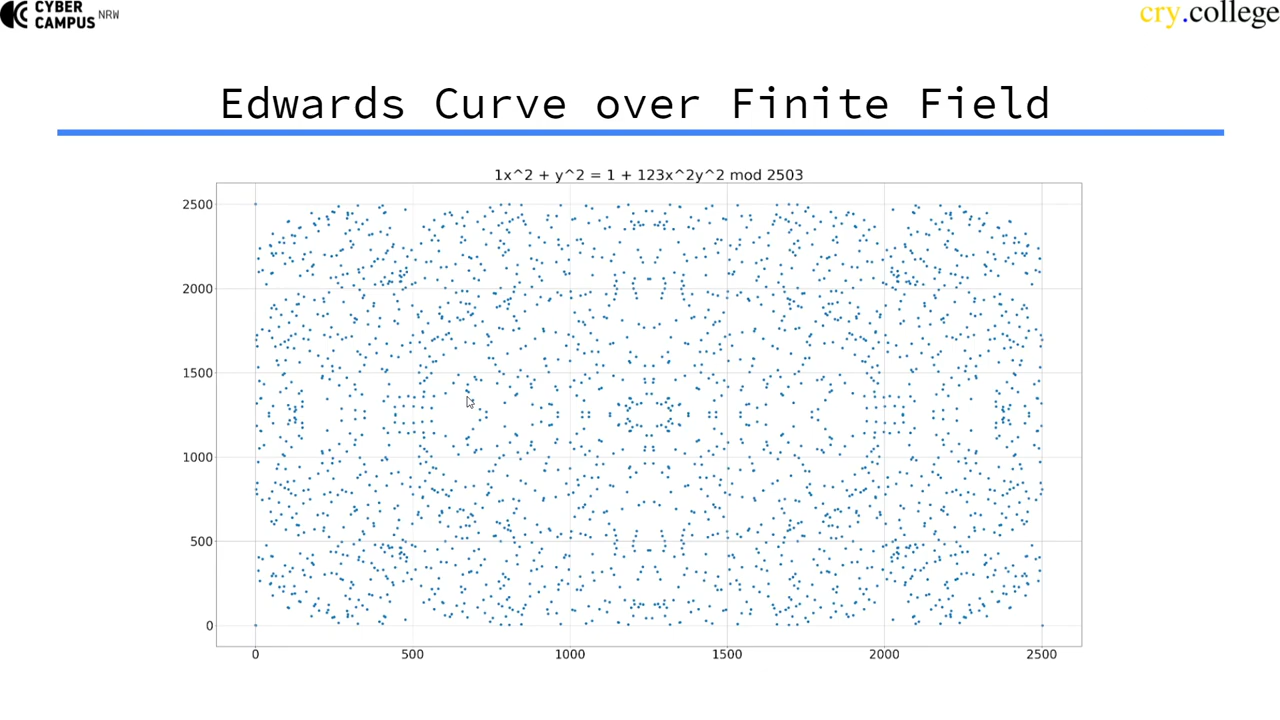 CYBER
CAMPUS NRW
cry.college
Edwards Curve over Finite Field
1x^2 + y^2 = 1 + 123x^2y^2 mod 2503
2500
2000
1500
1000
500
0
0 500 1000 1500 2000 2500